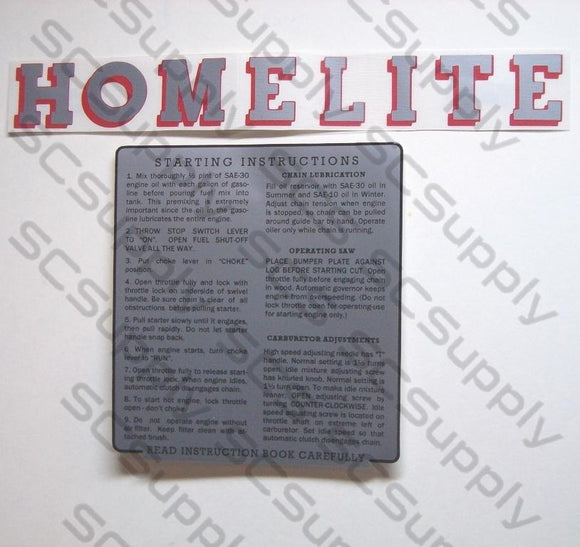 HOMELITE
STARTING INSTRUCTIONS
1. Mix thoroughly ½ pint of SAE-30
engine oil with each gallon of gaso-
line before pouring fuel mix into
tank. This premixing is extremely
important since the oil in the gaso-
line lubricates the entire engine.
2. THROW STOP SWITCH LEVER
TO "ON". OPEN FUEL SHUT-OFF
VALVE ALL THE WAY.
3. Put choke lever in "CHOKE"
position.
4. Open throttle fully and lock with
throttle lock on underside of swivel
handle. Be sure chain is clear of all
obstructions before pulling starter.
5. Pull starter slowly until it engages,
then pull rapidly. Do not let starter
handle snap back.
6. When engine starts, turn choke
lever to "RUN".
7. Open throttle to release start-
ing throttle lock. When engine idles,
automatic clutch disengages chain.
8. To start hot engine, lock throttle
open - don't choke.
9. Do not operate engine without
air filter. Keep filter clean with at-
tached brush.
CHAIN LUBRICATION
Fill oil reservoir with SAE-30 oil in
Summer and SAE-10 oil in Winter.
Adjust chain tension when engine
is stopped, so chain can be pulled
around guide bar by hand. Operate
oiler only while chain is running.
OPERATING SAW
PLACE BUMPER PLATE AGAINST
LOG BEFORE STARTING CUT. Open
throttle fully before engaging chain
in wood. Automatic governor keeps
engine from overspeeding. (Do not
lock throttle open for operating-use
for starting engine only.)
CARBURETOR ADJUSTMENTS
High speed adjusting needle has "T"
handle. Normal setting is 1½ turns
open. Idle mixture adjusting screw
has knurled knob. Normal setting is
1½ turn open. To make idle mixture
leaner, OPEN adjusting screw by
turning COUNTER-CLOCKWISE. Idle
speed adjusting screw is located on
throttle shaft on extreme left of
carburetor. Set idle speed so that
automatic clutch disengages chain.
READ INSTRUCTION BOOK CAREFULLY
SCSupply